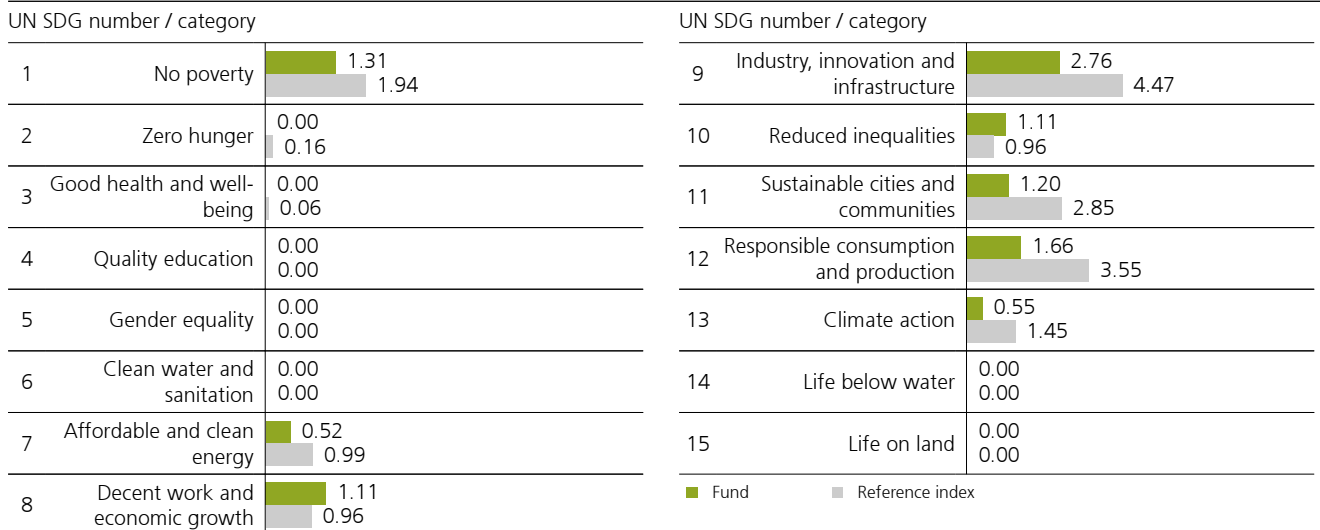 UN SDG number / category
1 No poverty 1.31
1.94
2 Zero hunger 0.00
0.16
3 Good health and well-
being 0.00
0.06
4 Quality education 0.00
0.00
5 Gender equality 0.00
0.00
6 Clean water and
sanitation 0.00
0.00
7 Affordable and clean
energy 0.52
0.99
8 Decent work and
economic growth 1.11
0.96
UN SDG number / category
9 Industry, innovation and
infrastructure 2.76
4.47
10 Reduced inequalities 1.11
0.96
11 Sustainable cities and
communities 1.20
2.85
12 Responsible consumption
and production 1.66
3.55
13 Climate action 0.55
1.45
14 Life below water 0.00
0.00
15 Life on land 0.00
0.00
Fund Reference index